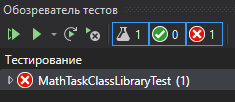 Обозреватель тестов
1 0 1
Тестирование
MathTaskClassLibraryTest (1)